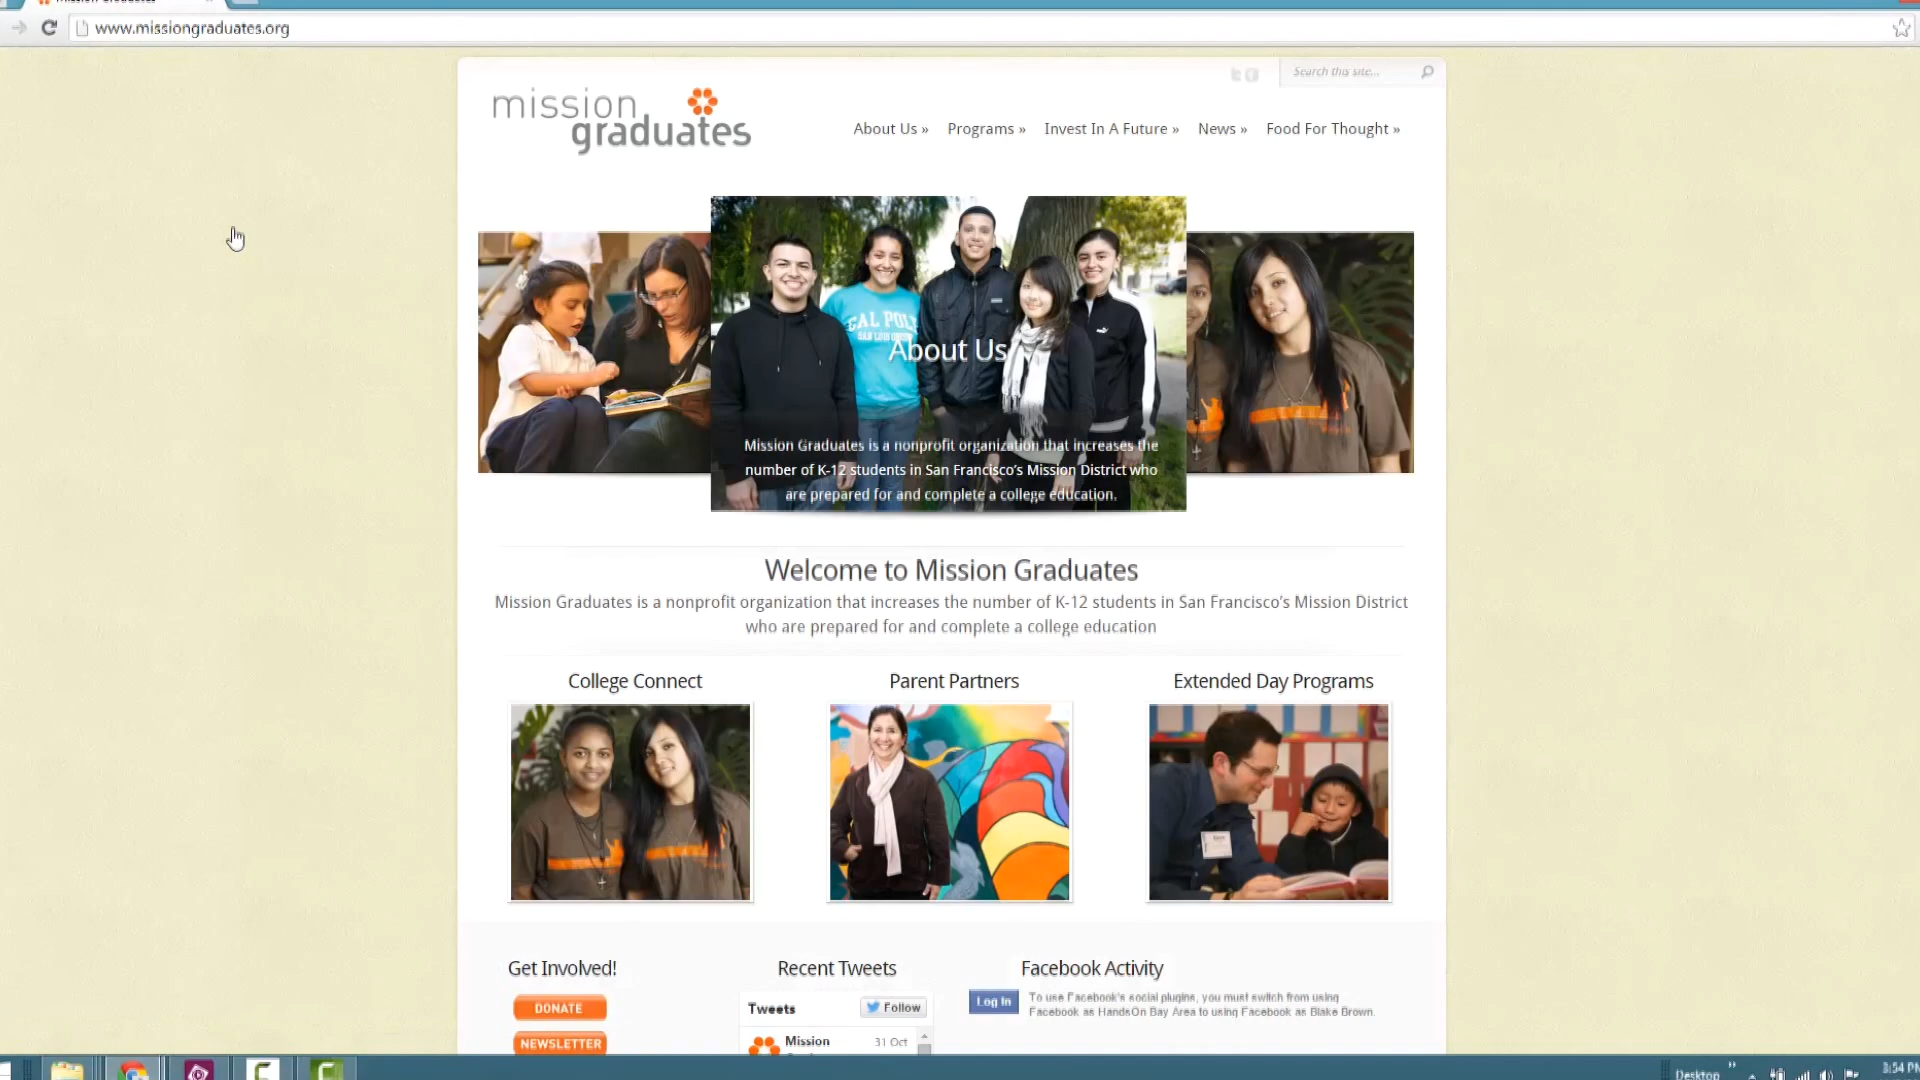 www.missiongraduates.org
Search this site...
mission
graduates
About Us » Programs » Invest In A Future » News » Food For Thought »
CAL POLY
About Us
Mission Graduates is a nonprofit organization that increases the
number of K-12 students in San Francisco’s Mission District who
are prepared for and complete a college education.
Welcome to Mission Graduates
Mission Graduates is a nonprofit organization that increases the number of K-12 students in San Francisco’s Mission District
who are prepared for and complete a college education
College Connect Parent Partners Extended Day Programs
Get Involved! Recent Tweets Facebook Activity
DONATE
NEWSLETTER
Tweets Follow
Mission 31 Oct
Log In
To use Facebook's social plugins, you must switch from using
Facebook as HandsOn Bay Area to using Facebook as Blake Brown.
Desktop
3:54 PM